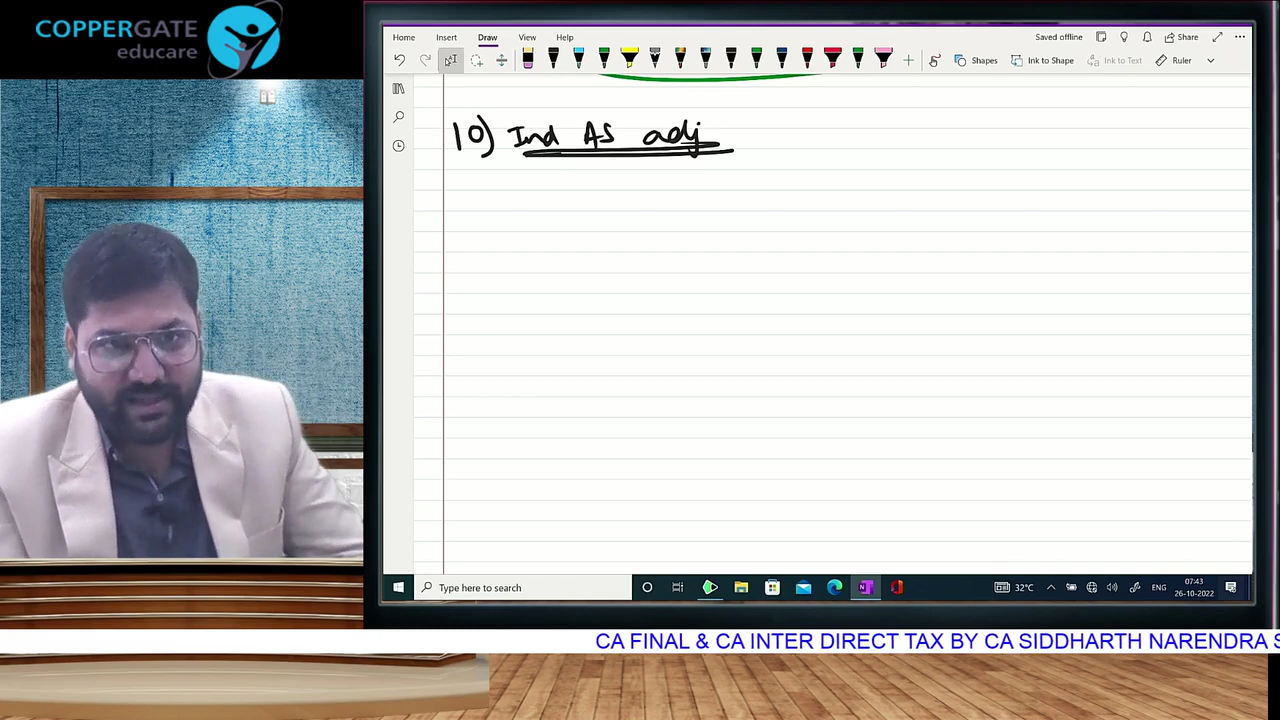 COPPERGATE
educare
Home Insert Draw View Help
Saved offline
Share
Shapes
Ink to Shape
Ink to Text
Ruler
10) Ind AS adj
Type here to search
32°C
ENG
07:43
26-10-2022
CA FINAL & CA INTER DIRECT TAX BY CA SIDDHARTH NARENDRA S